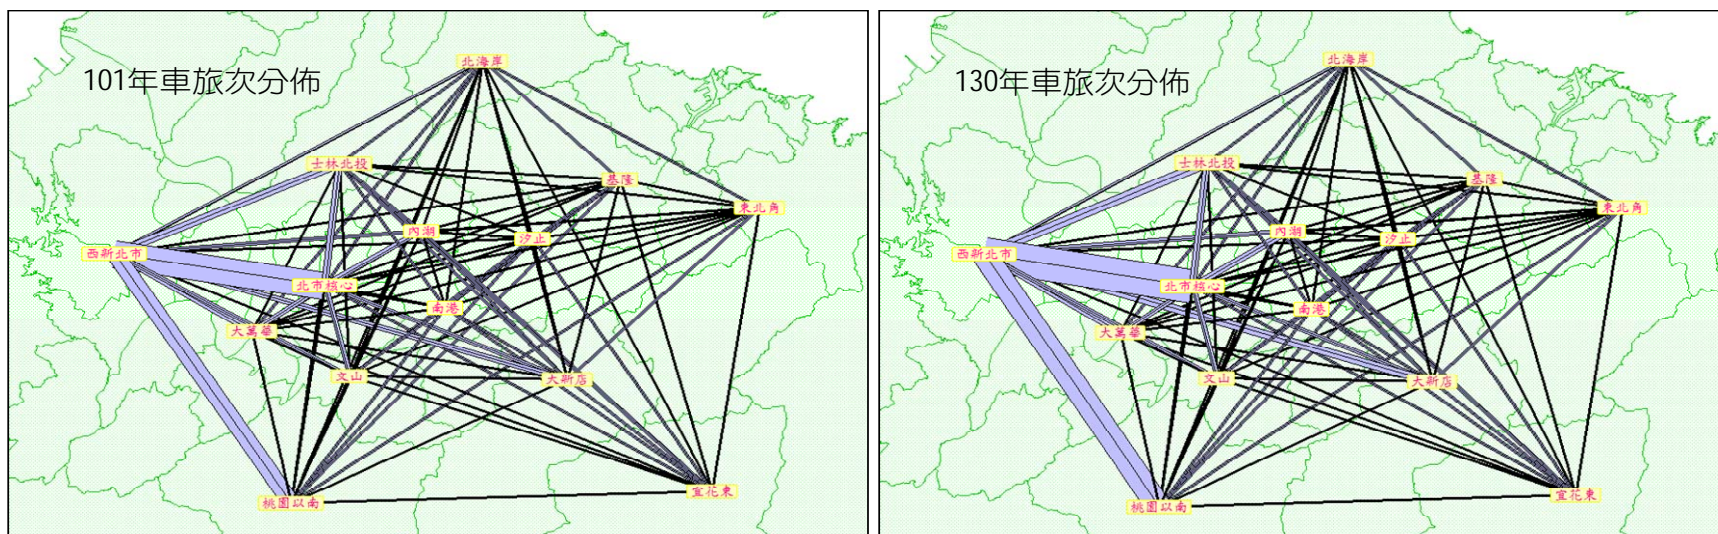 北海岸
101年車旅次分佈
士林北投
基隆
東北角
內湖
汐止
西新北市
北市核心
南港
大萬華
文山
大新店
宜花東
桃園以南
北海岸
130年車旅次分佈
士林北投
基隆
東北角
內湖
汐止
西新北市
北市核心
南港
大萬華
文山
大新店
宜花東
桃園以南